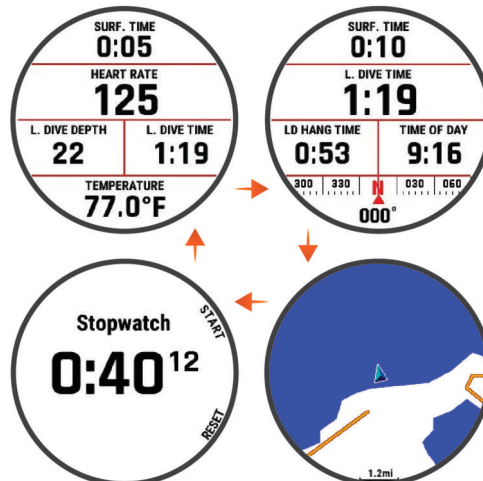 SURF. TIME
0:05
HEART RATE
125
L. DIVE DEPTH
22
L. DIVE TIME
1:19
TEMPERATURE
77.0°F
SURF. TIME
0:10
L. DIVE TIME
1:19
LD HANG TIME
0:53
TIME OF DAY
9:16
300 330 N 030 060
000°
Stopwatch
0:40 12
START
RESET
1.2mi